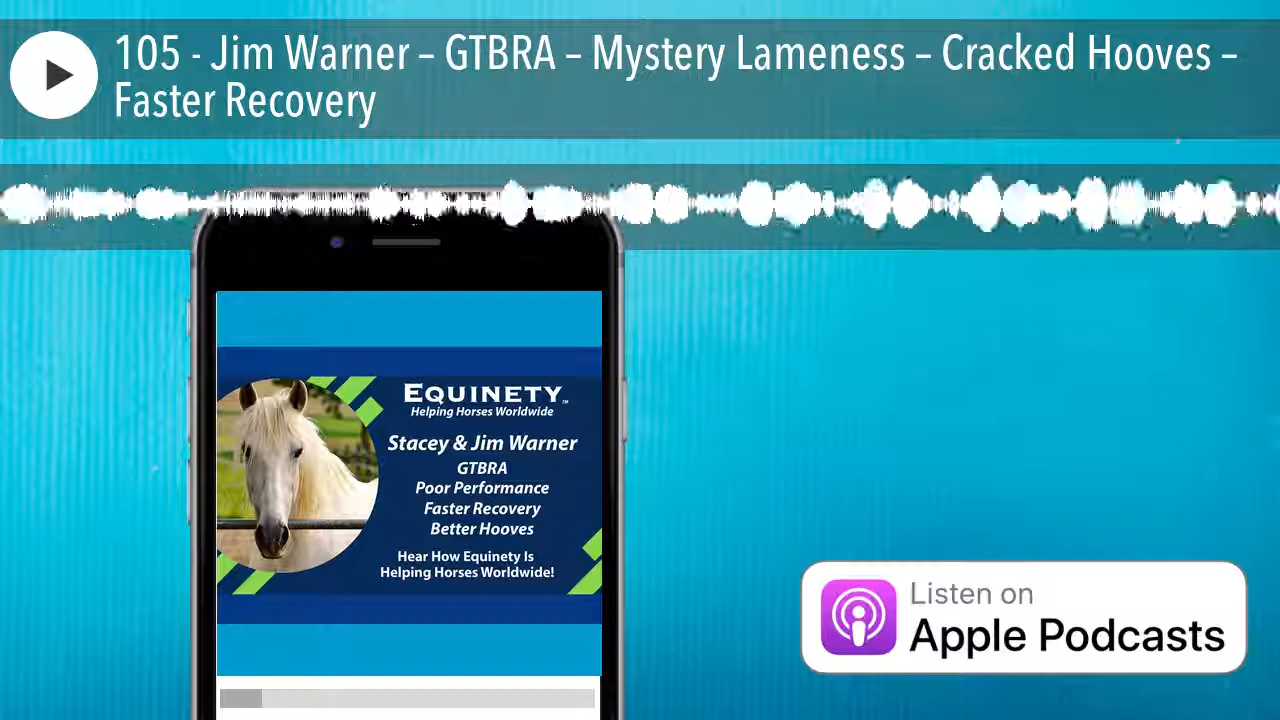 105 - Jim Warner – GTBRA – Mystery Lameness – Cracked Hooves –
Faster Recovery
EQUINETY™
Helping Horses Worldwide
Stacey & Jim Warner
GTBRA
Poor Performance
Faster Recovery
Better Hooves
Hear How Equinety Is
Helping Horses Worldwide!
Listen on
Apple Podcasts